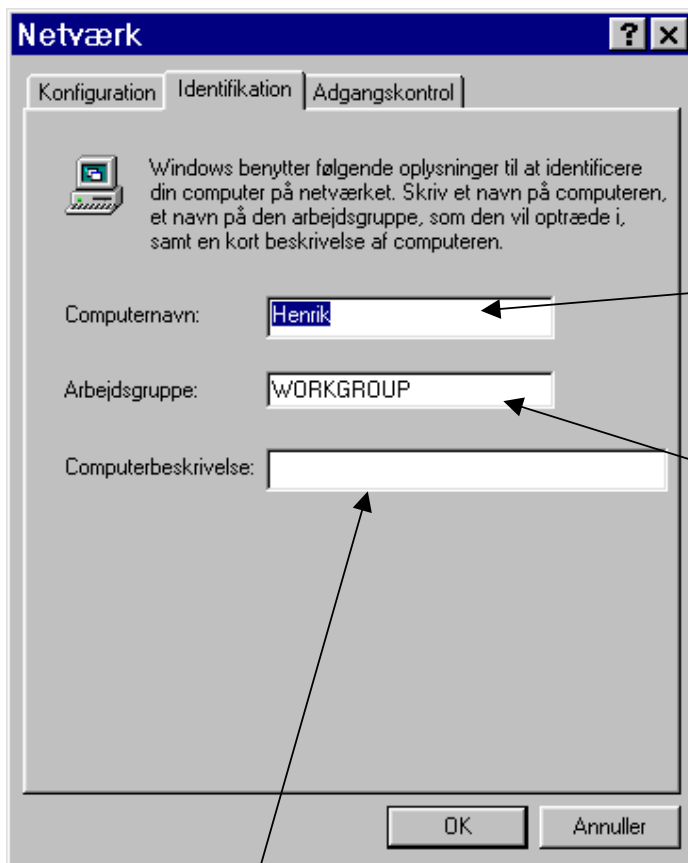 Netværk
Konfiguration Identifikation Adgangskontrol
Windows benytter følgende oplysninger til at identificere
din computer på netværket. Skriv et navn på computeren,
et navn på den arbejdsgruppe, som den vil optræde i,
samt en kort beskrivelse af computeren.
Computernavn: Henrik
Arbejdsgruppe: WORKGROUP
Computerbeskrivelse:
OK Annuller